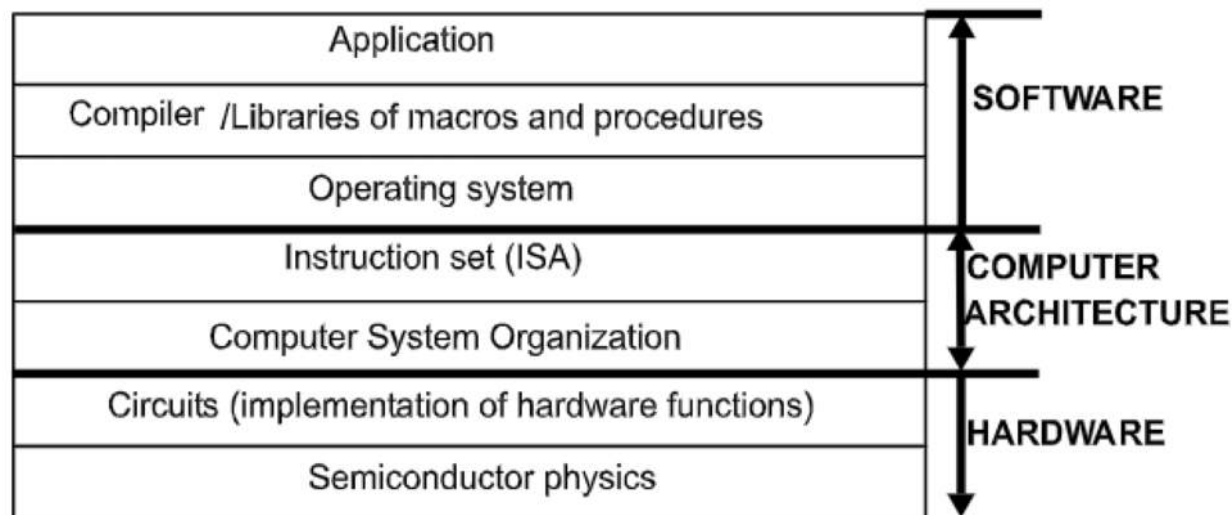 Application
SOFTWARE
Compiler /Libraries of macros and procedures
Operating system
Instruction set (ISA)
COMPUTER
ARCHITECTURE
Computer System Organization
Circuits (implementation of hardware functions)
HARDWARE
Semiconductor physics